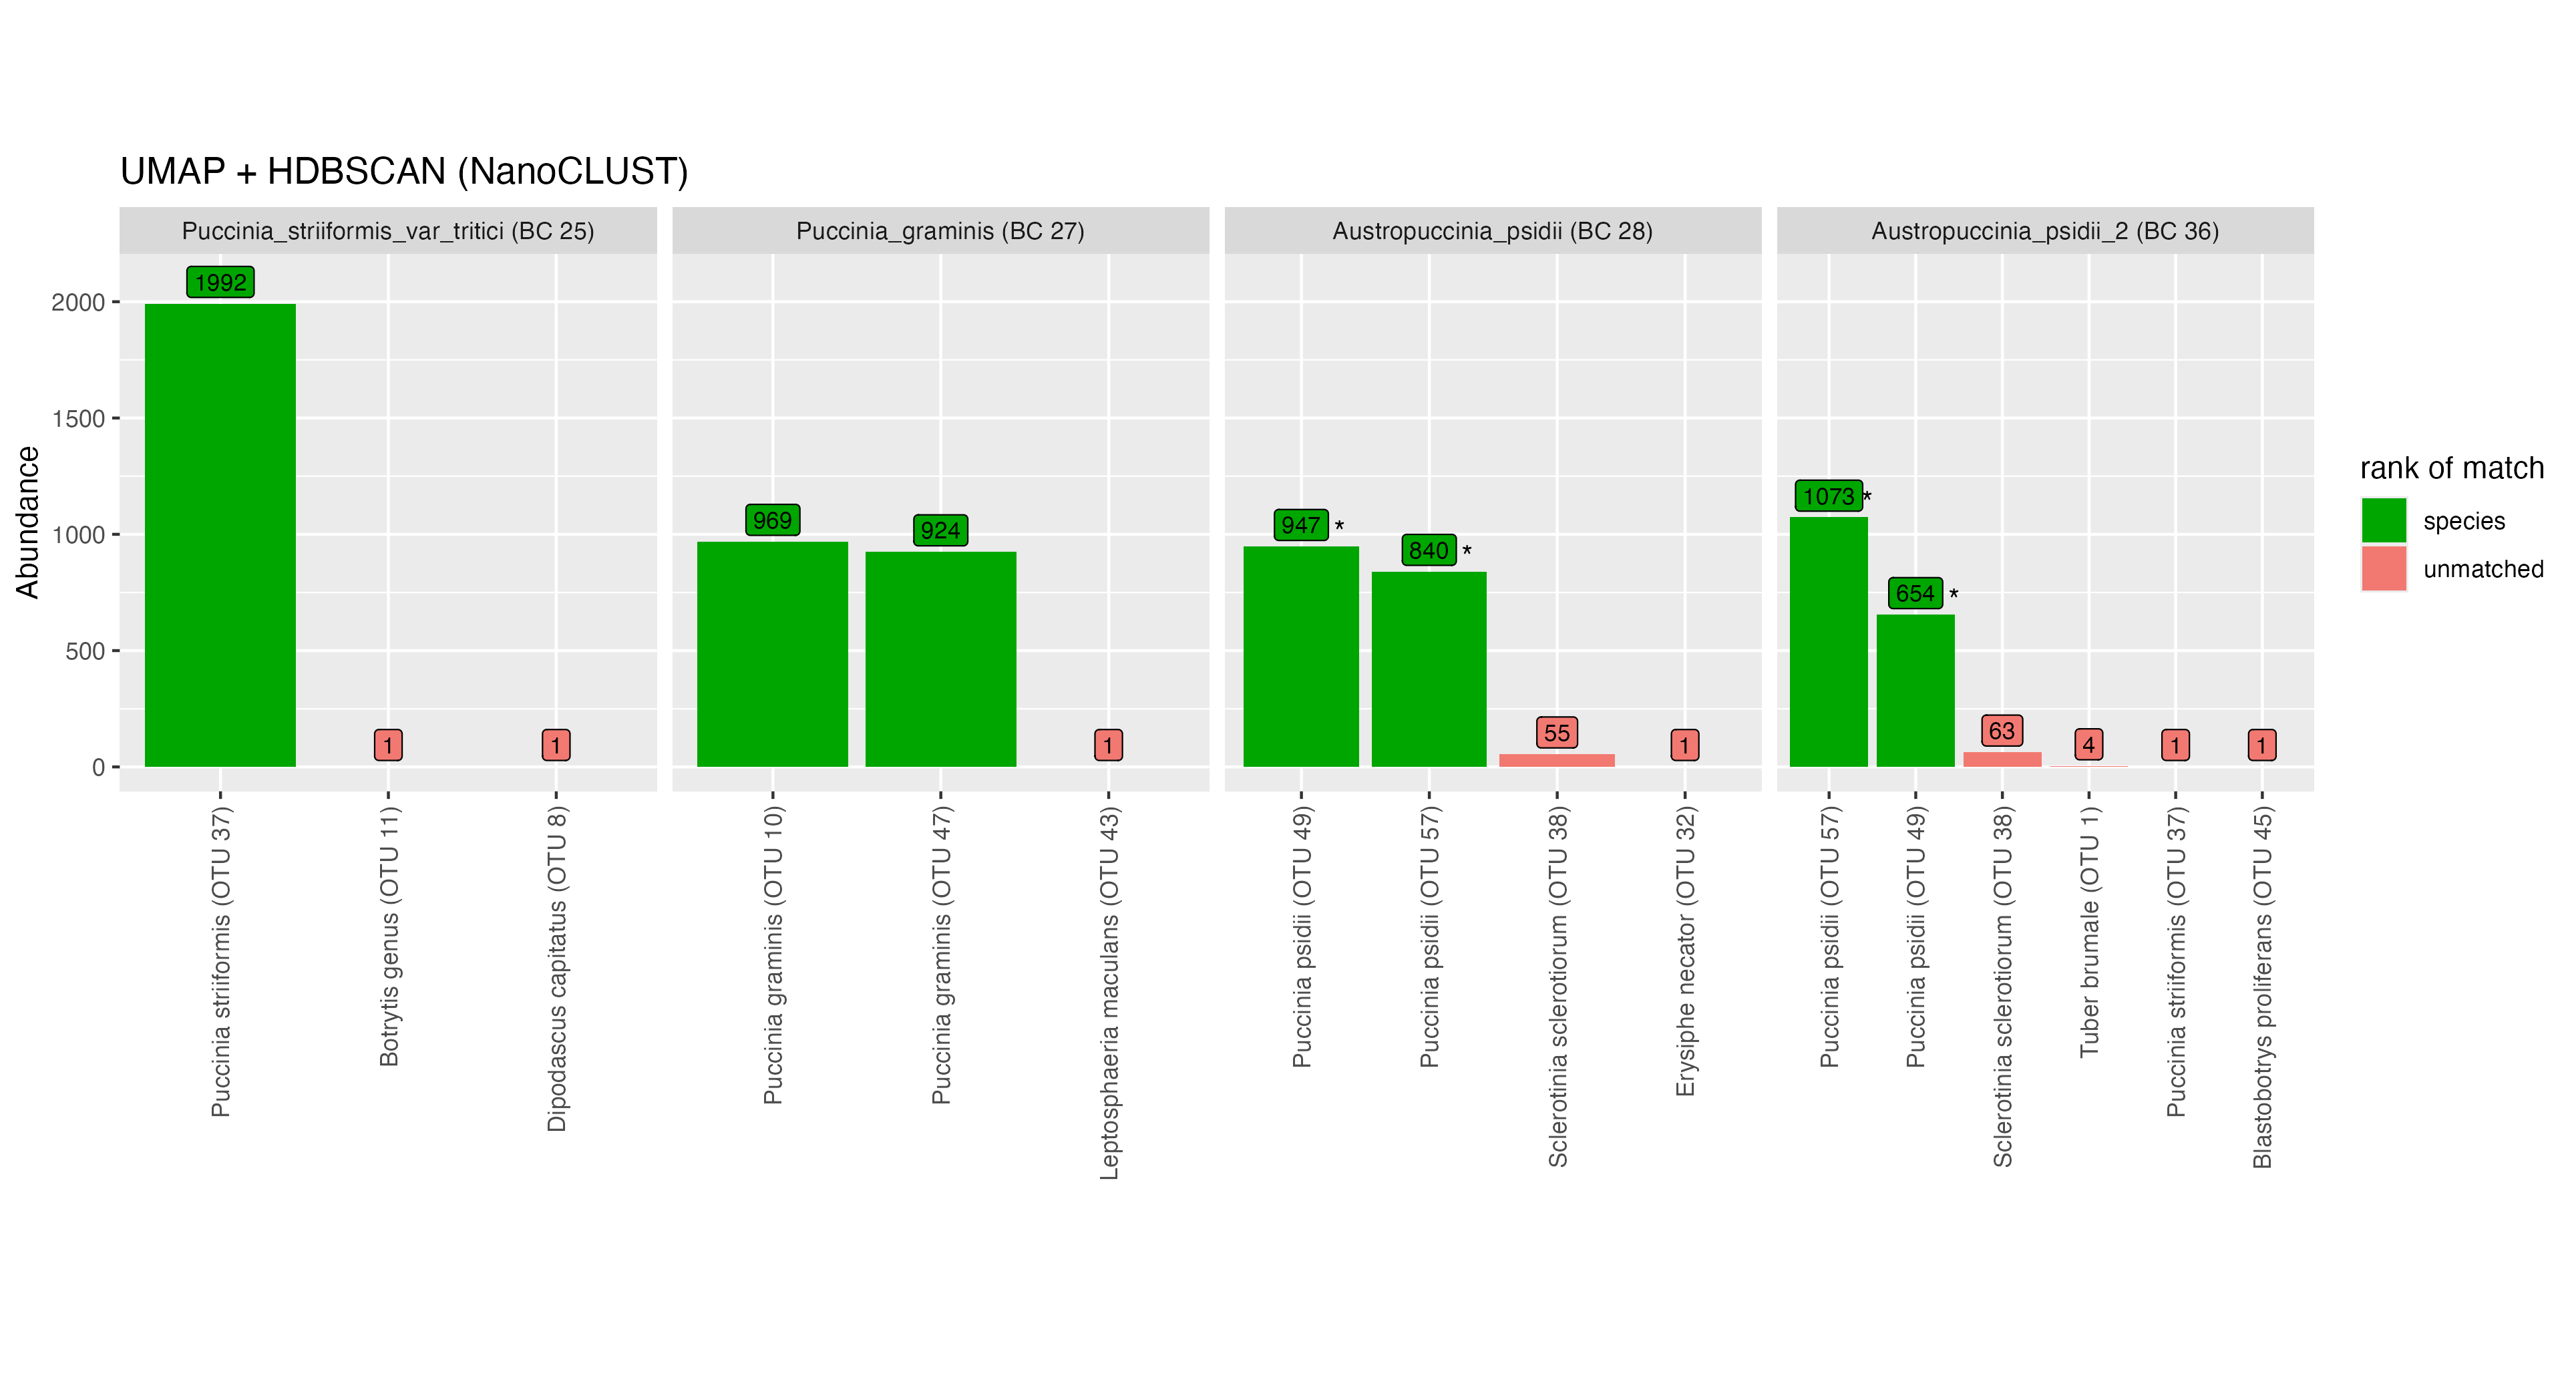 UMAP + HDBSCAN (NanoCLUST)
Puccinia_striiformis_var_tritici (BC 25)
Puccinia_graminis (BC 27)
Austropuccinia_psidii (BC 28)
Austropuccinia_psidii_2 (BC 36)
Abundance
2000
1500
1000
500
0
1992
1
1
969
924
1
947 *
840 *
55
1
1073 *
654 *
63
4
1
1
Puccinia striiformis (OTU 37)
Botrytis genus (OTU 11)
Dipodascus capitatus (OTU 8)
Puccinia graminis (OTU 10)
Puccinia graminis (OTU 47)
Leptosphaeria maculans (OTU 43)
Puccinia psidii (OTU 49)
Puccinia psidii (OTU 57)
Sclerotinia sclerotiorum (OTU 38)
Erysiphe necator (OTU 32)
Puccinia psidii (OTU 57)
Puccinia psidii (OTU 49)
Sclerotinia sclerotiorum (OTU 38)
Tuber brumale (OTU 1)
Puccinia striiformis (OTU 37)
Blastobotrys proliferans (OTU 45)
rank of match
species
unmatched